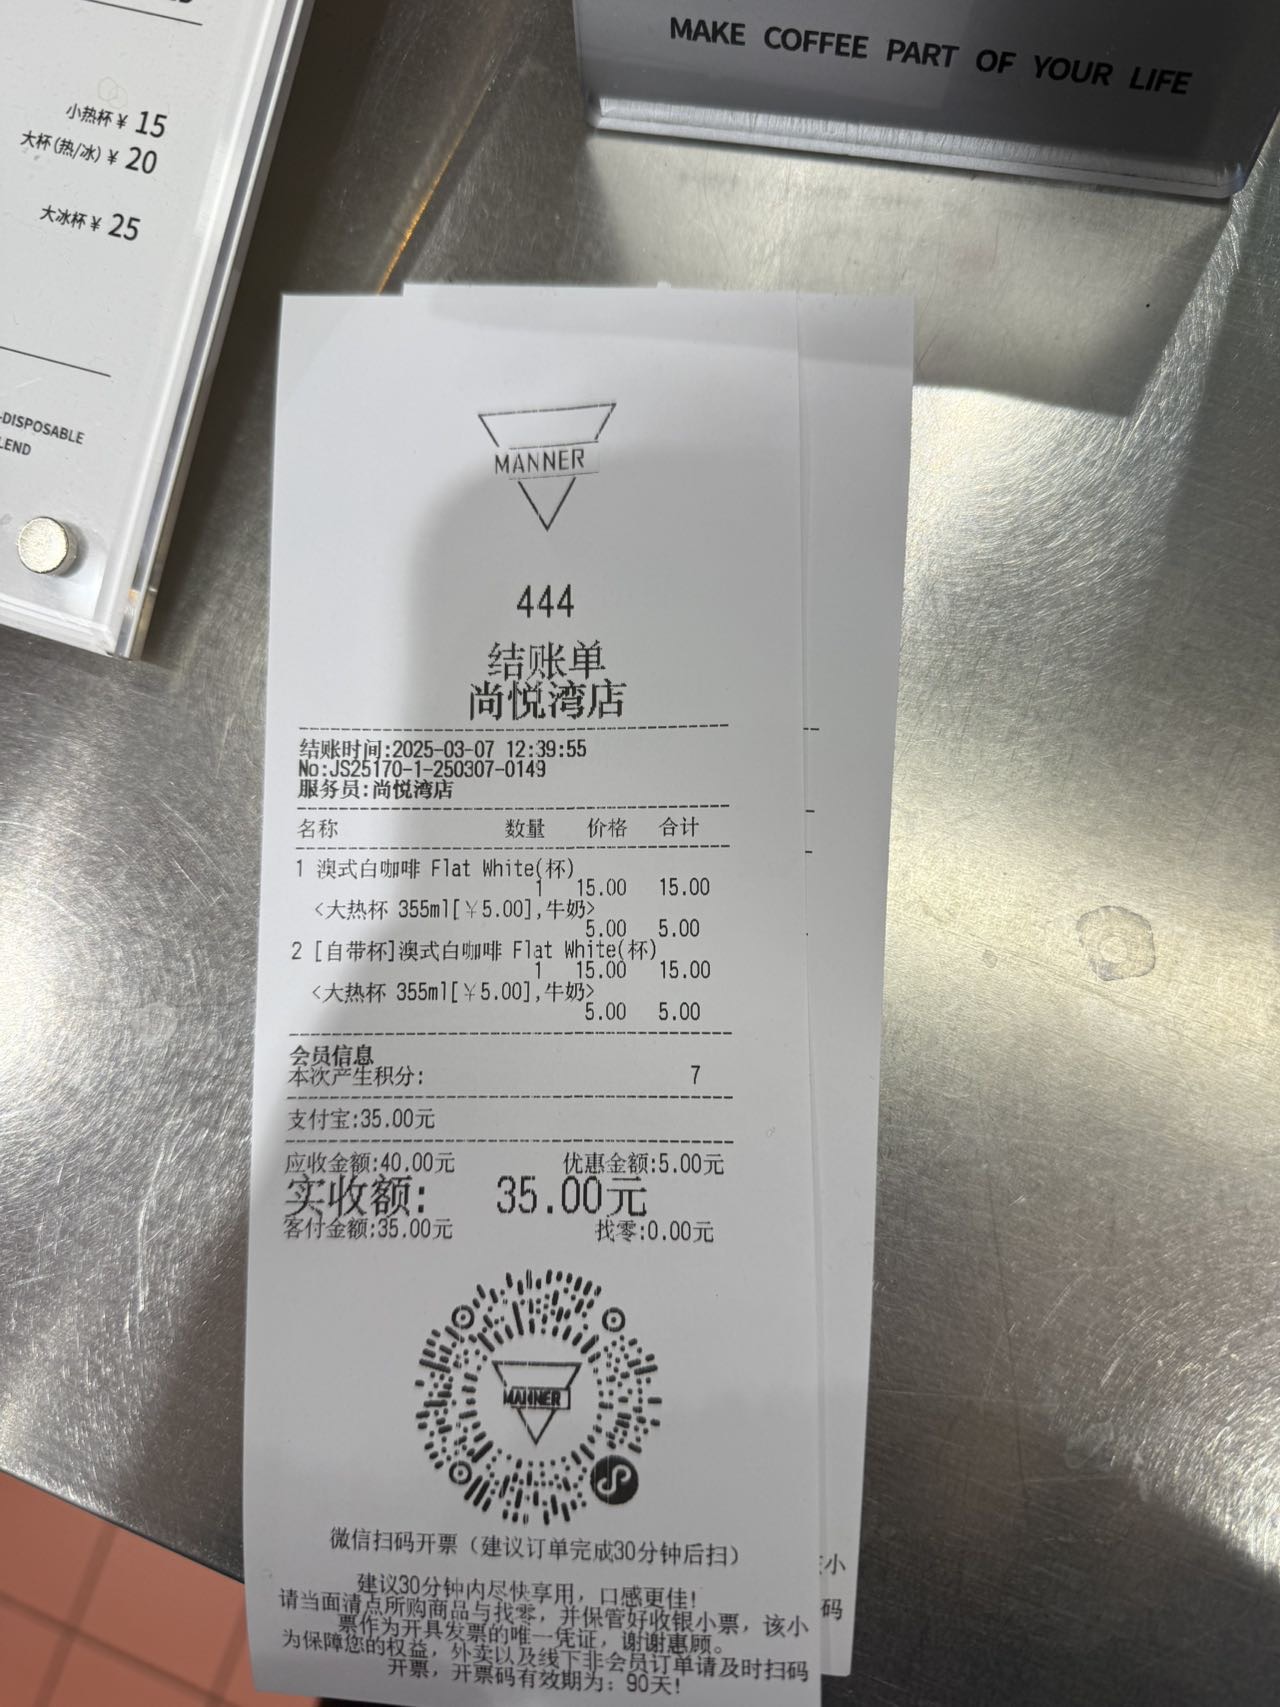 MAKE COFFEE PART OF YOUR LIFE
小热杯¥ 15
大杯(热/冰)¥ 20
大冰杯¥ 25
-DISPOSABLE
LEND
MANNER
444
结账单
尚悦湾店
结账时间:2025-03-07 12:39:55
No:JS25170-1-250307-0149
服务员:尚悦湾店
名称 数量 价格 合计
1 澳式白咖啡 Flat White(杯)
1 15.00 15.00
<大热杯 355ml[￥5.00],牛奶>
5.00 5.00
2 [自带杯]澳式白咖啡 Flat White(杯)
1 15.00 15.00
<大热杯 355ml[￥5.00],牛奶>
5.00 5.00
会员信息
本次产生积分: 7
支付宝:35.00元
应收金额:40.00元 优惠金额:5.00元
实收额: 35.00元
客付金额:35.00元 找零:0.00元
MANNER
微信扫码开票（建议订单完成30分钟后扫）
建议30分钟内尽快享用，口感更佳!
请当面清点所购商品与找零，并保管好收银小票，该小
票作为开具发票的唯一凭证，谢谢惠顾。
为保障您的权益，外卖以及线下非会员订单请及时扫码
开票，开票码有效期为：90天!
小
码